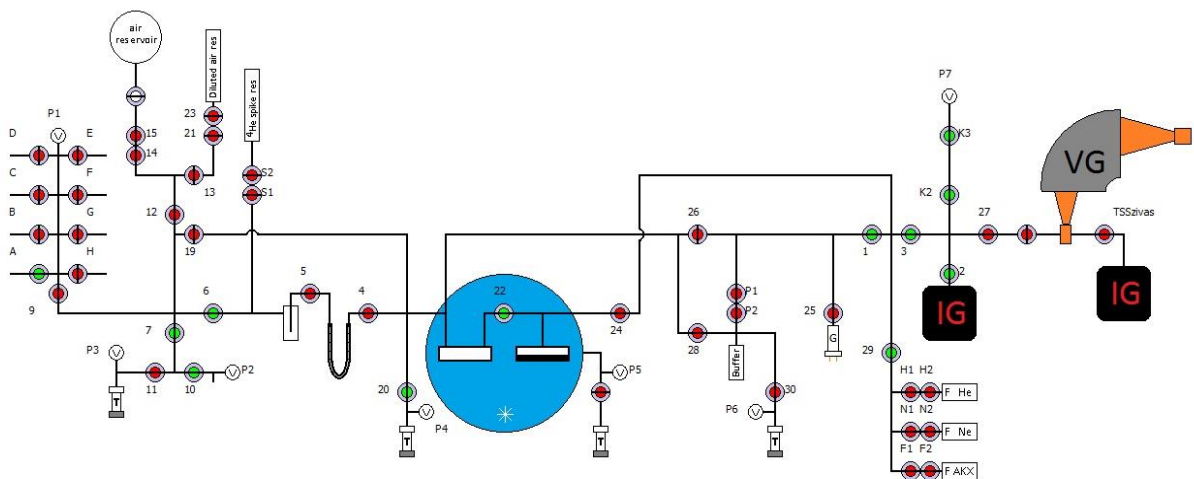 air
reservoir
Diluted air res
4He spike res
P7
VG
P1
D
E
C
F
B
G
A
H
15
14
23
21
13
S2
S1
12
19
K3
K2
26
27
TSSzivas
1
3
2
IG
IG
9
6
5
4
22
24
P1
P2
25
G
28
Buffer
29
7
P3
11
10
P2
T
20
P4
T
P5
T
P6
30
T
H1 H2
F He
N1 N2
F Ne
F1 F2
F AKX